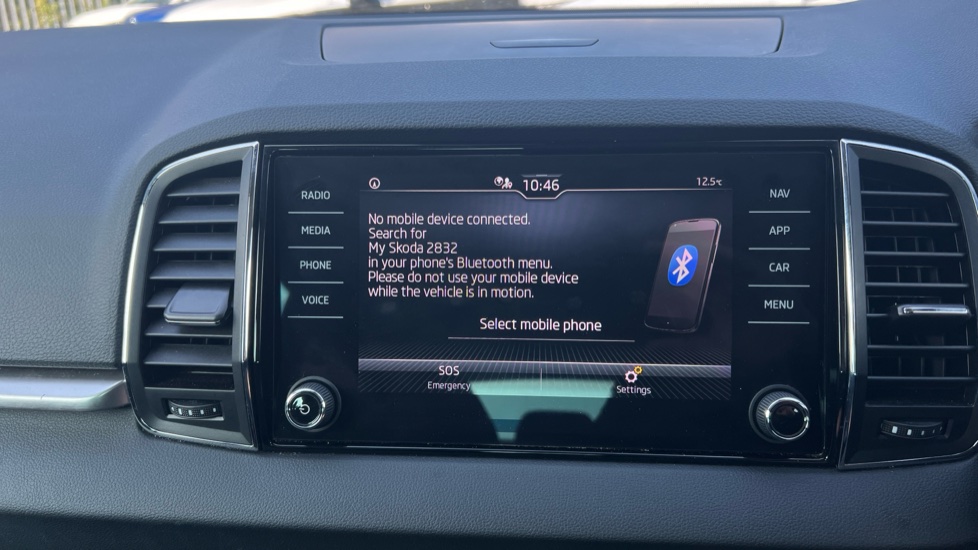 RADIO
MEDIA
PHONE
VOICE
10:46
12.5°C
No mobile device connected.
Search for
My Skoda 2832
in your phone's Bluetooth menu.
Please do not use your mobile device
while the vehicle is in motion.
Select mobile phone
SOS
Emergency
Settings
NAV
APP
CAR
MENU